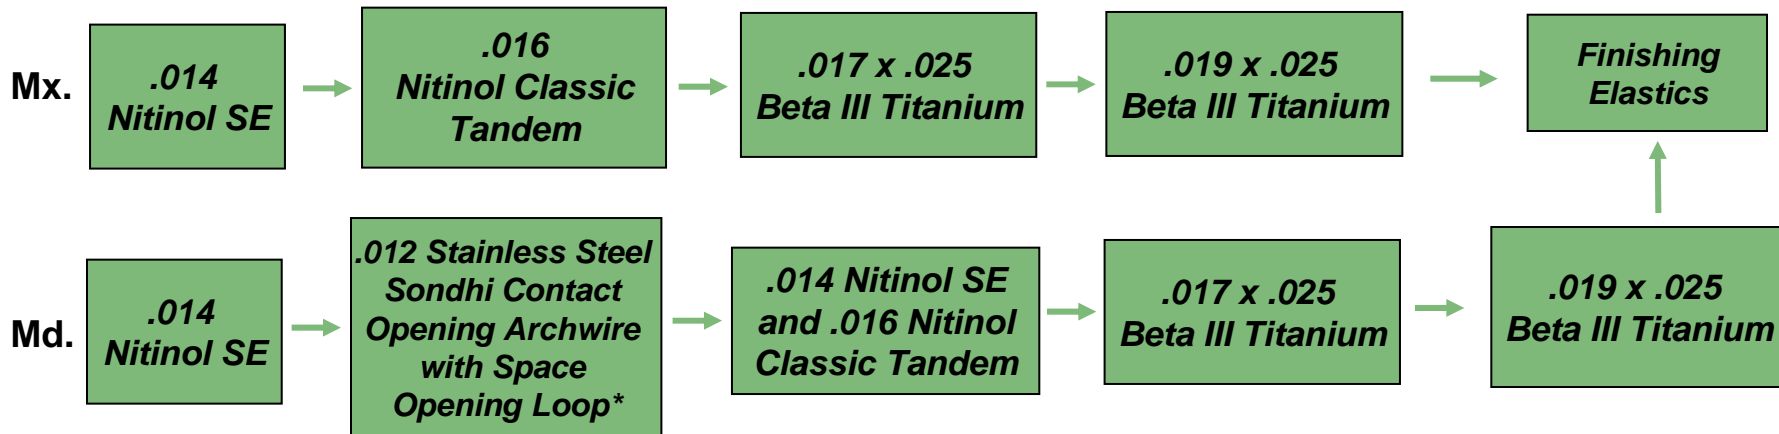 Mx.
.014
Nitinol SE
.016
Nitinol Classic
Tandem
.017 x .025
Beta III Titanium
.019 x .025
Beta III Titanium
Finishing
Elastics
Md.
.014
Nitinol SE
.012 Stainless Steel
Sondhi Contact
Opening Archwire
with Space
Opening Loop*
.014 Nitinol SE
and .016 Nitinol
Classic Tandem
.017 x .025
Beta III Titanium
.019 x .025
Beta III Titanium